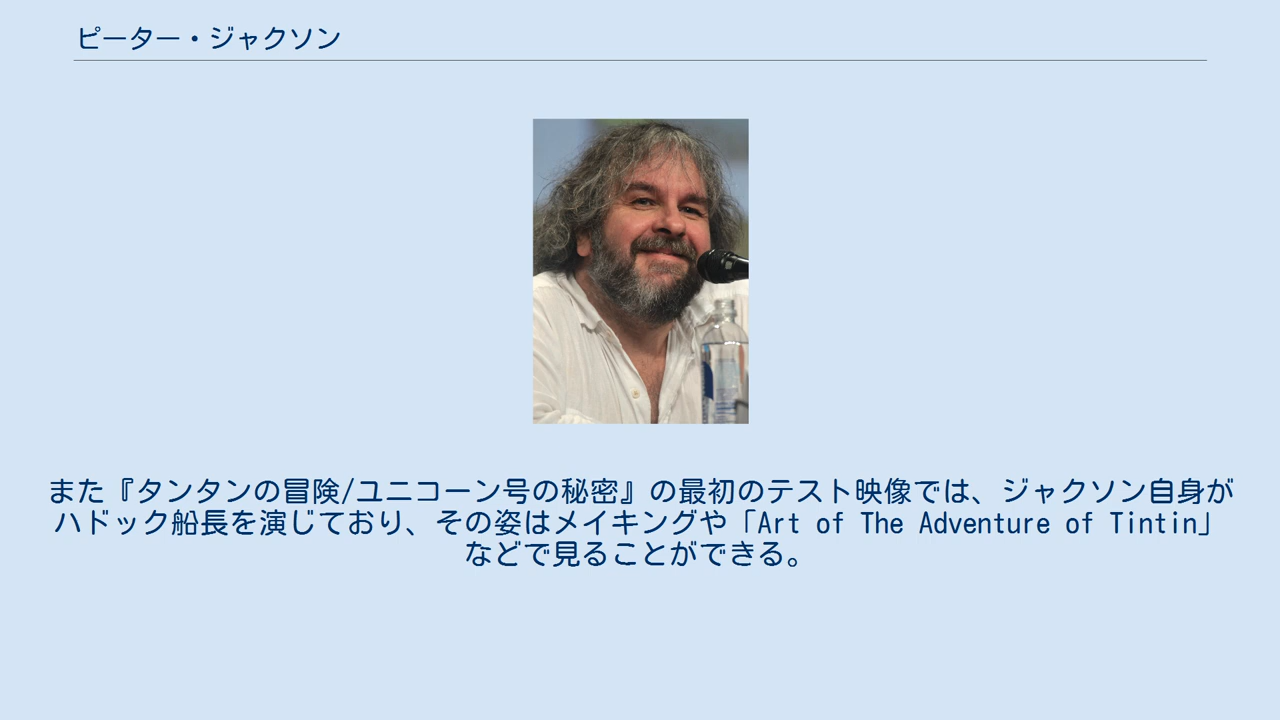 ピーター・ジャクソン
また『タンタンの冒険/ユニコーン号の秘密』の最初のテスト映像では、ジャクソン自身が
ハドック船長を演じており、その姿はメイキングや「Art of The Adventure of Tintin」
などで見ることができる。